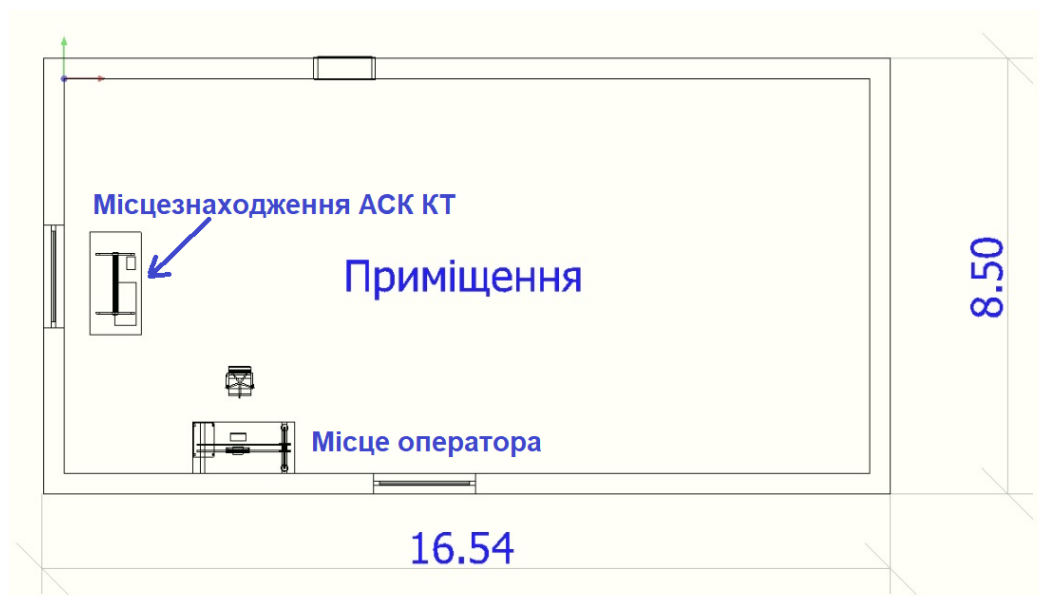 Місцезнаходження АСК КТ
Приміщення
8.50
Місце оператора
16.54